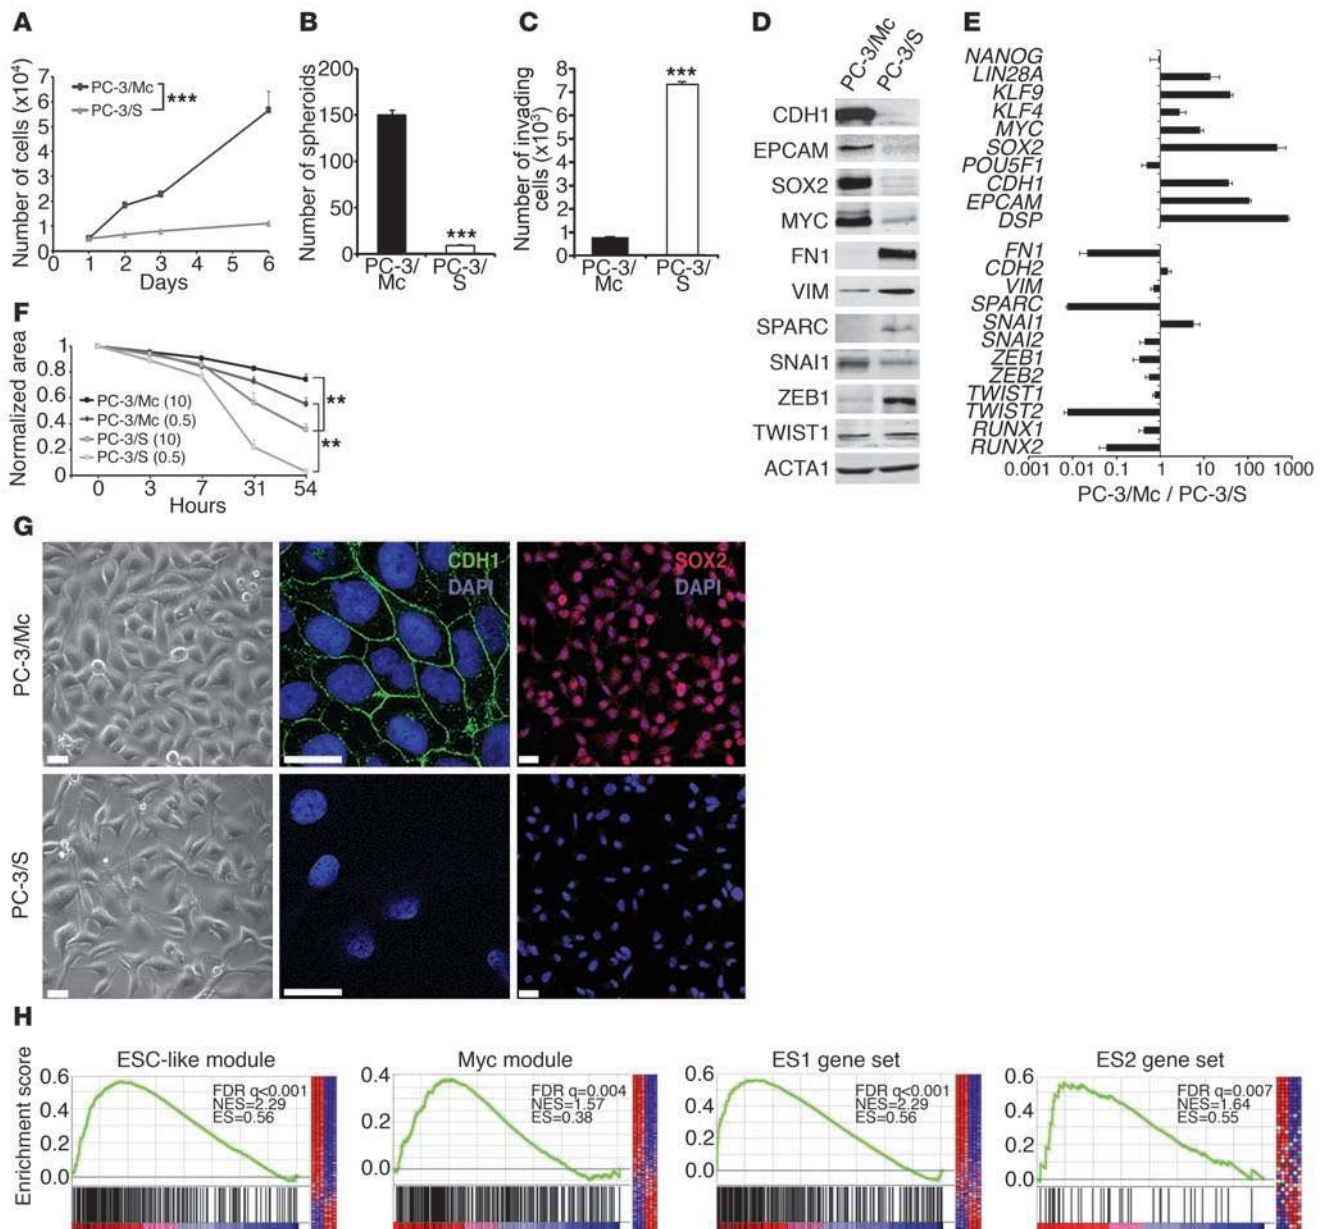 A
Number of cells (x10⁴)
7
6
5
4
3
2
1
0
PC-3/Mc
PC-3/S
***
0 1 2 3 4 5 6
Days
B
Number of spheroids
200
150
100
50
0
***
PC-3/Mc
PC-3/S
C
Number of invading cells (x10³)
8
7
6
5
4
3
2
1
0
***
PC-3/Mc
PC-3/S
D
PC-3/Mc
PC-3/S
CDH1
EPCAM
SOX2
MYC
FN1
VIM
SPARC
SNAI1
ZEB1
TWIST1
ACTA1
E
NANOG
LIN28A
KLF9
KLF4
MYC
SOX2
POU5F1
CDH1
EPCAM
DSP
FN1
CDH2
VIM
SPARC
SNAI1
SNAI2
ZEB1
ZEB2
TWIST1
TWIST2
RUNX1
RUNX2
0.001 0.01 0.1 1 10 100 1000
PC-3/Mc / PC-3/S
F
Normalized area
1
0.8
0.6
0.4
0.2
0
PC-3/Mc (10)
PC-3/Mc (0.5)
PC-3/S (10)
PC-3/S (0.5)
**
**
0 3 7 31 54
Hours
G
PC-3/Mc
CDH1
DAPI
SOX2
DAPI
PC-3/S
H
Enrichment score
ESC-like module
0.6
0.4
0.2
0.0
FDR q<0.001
NES=2.29
ES=0.56
Myc module
0.4
0.2
0.0
FDR q=0.004
NES=1.57
ES=0.38
ES1 gene set
0.6
0.4
0.2
0.0
FDR q<0.001
NES=2.29
ES=0.56
ES2 gene set
0.6
0.4
0.2
0.0
FDR q=0.007
NES=1.64
ES=0.55